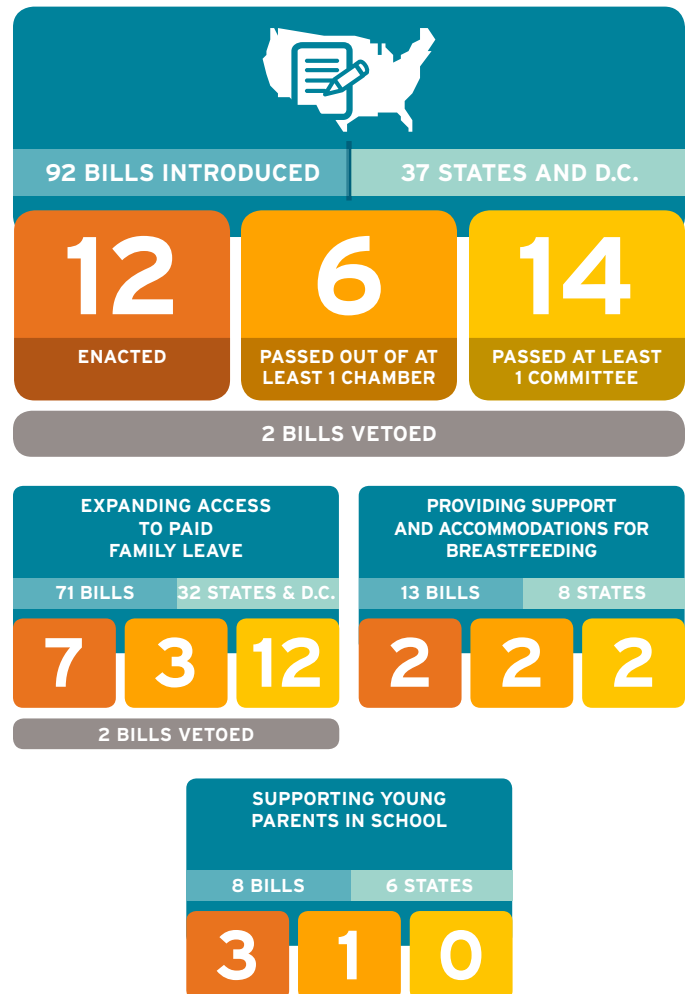 92 BILLS INTRODUCED
37 STATES AND D.C.
12
ENACTED
6
PASSED OUT OF AT
LEAST 1 CHAMBER
14
PASSED AT LEAST
1 COMMITTEE
2 BILLS VETOED
EXPANDING ACCESS
TO PAID
FAMILY LEAVE
71 BILLS
32 STATES & D.C.
7
3
12
2 BILLS VETOED
PROVIDING SUPPORT
AND ACCOMMODATIONS FOR
BREASTFEEDING
13 BILLS
8 STATES
2
2
2
SUPPORTING YOUNG
PARENTS IN SCHOOL
8 BILLS
6 STATES
3
1
0